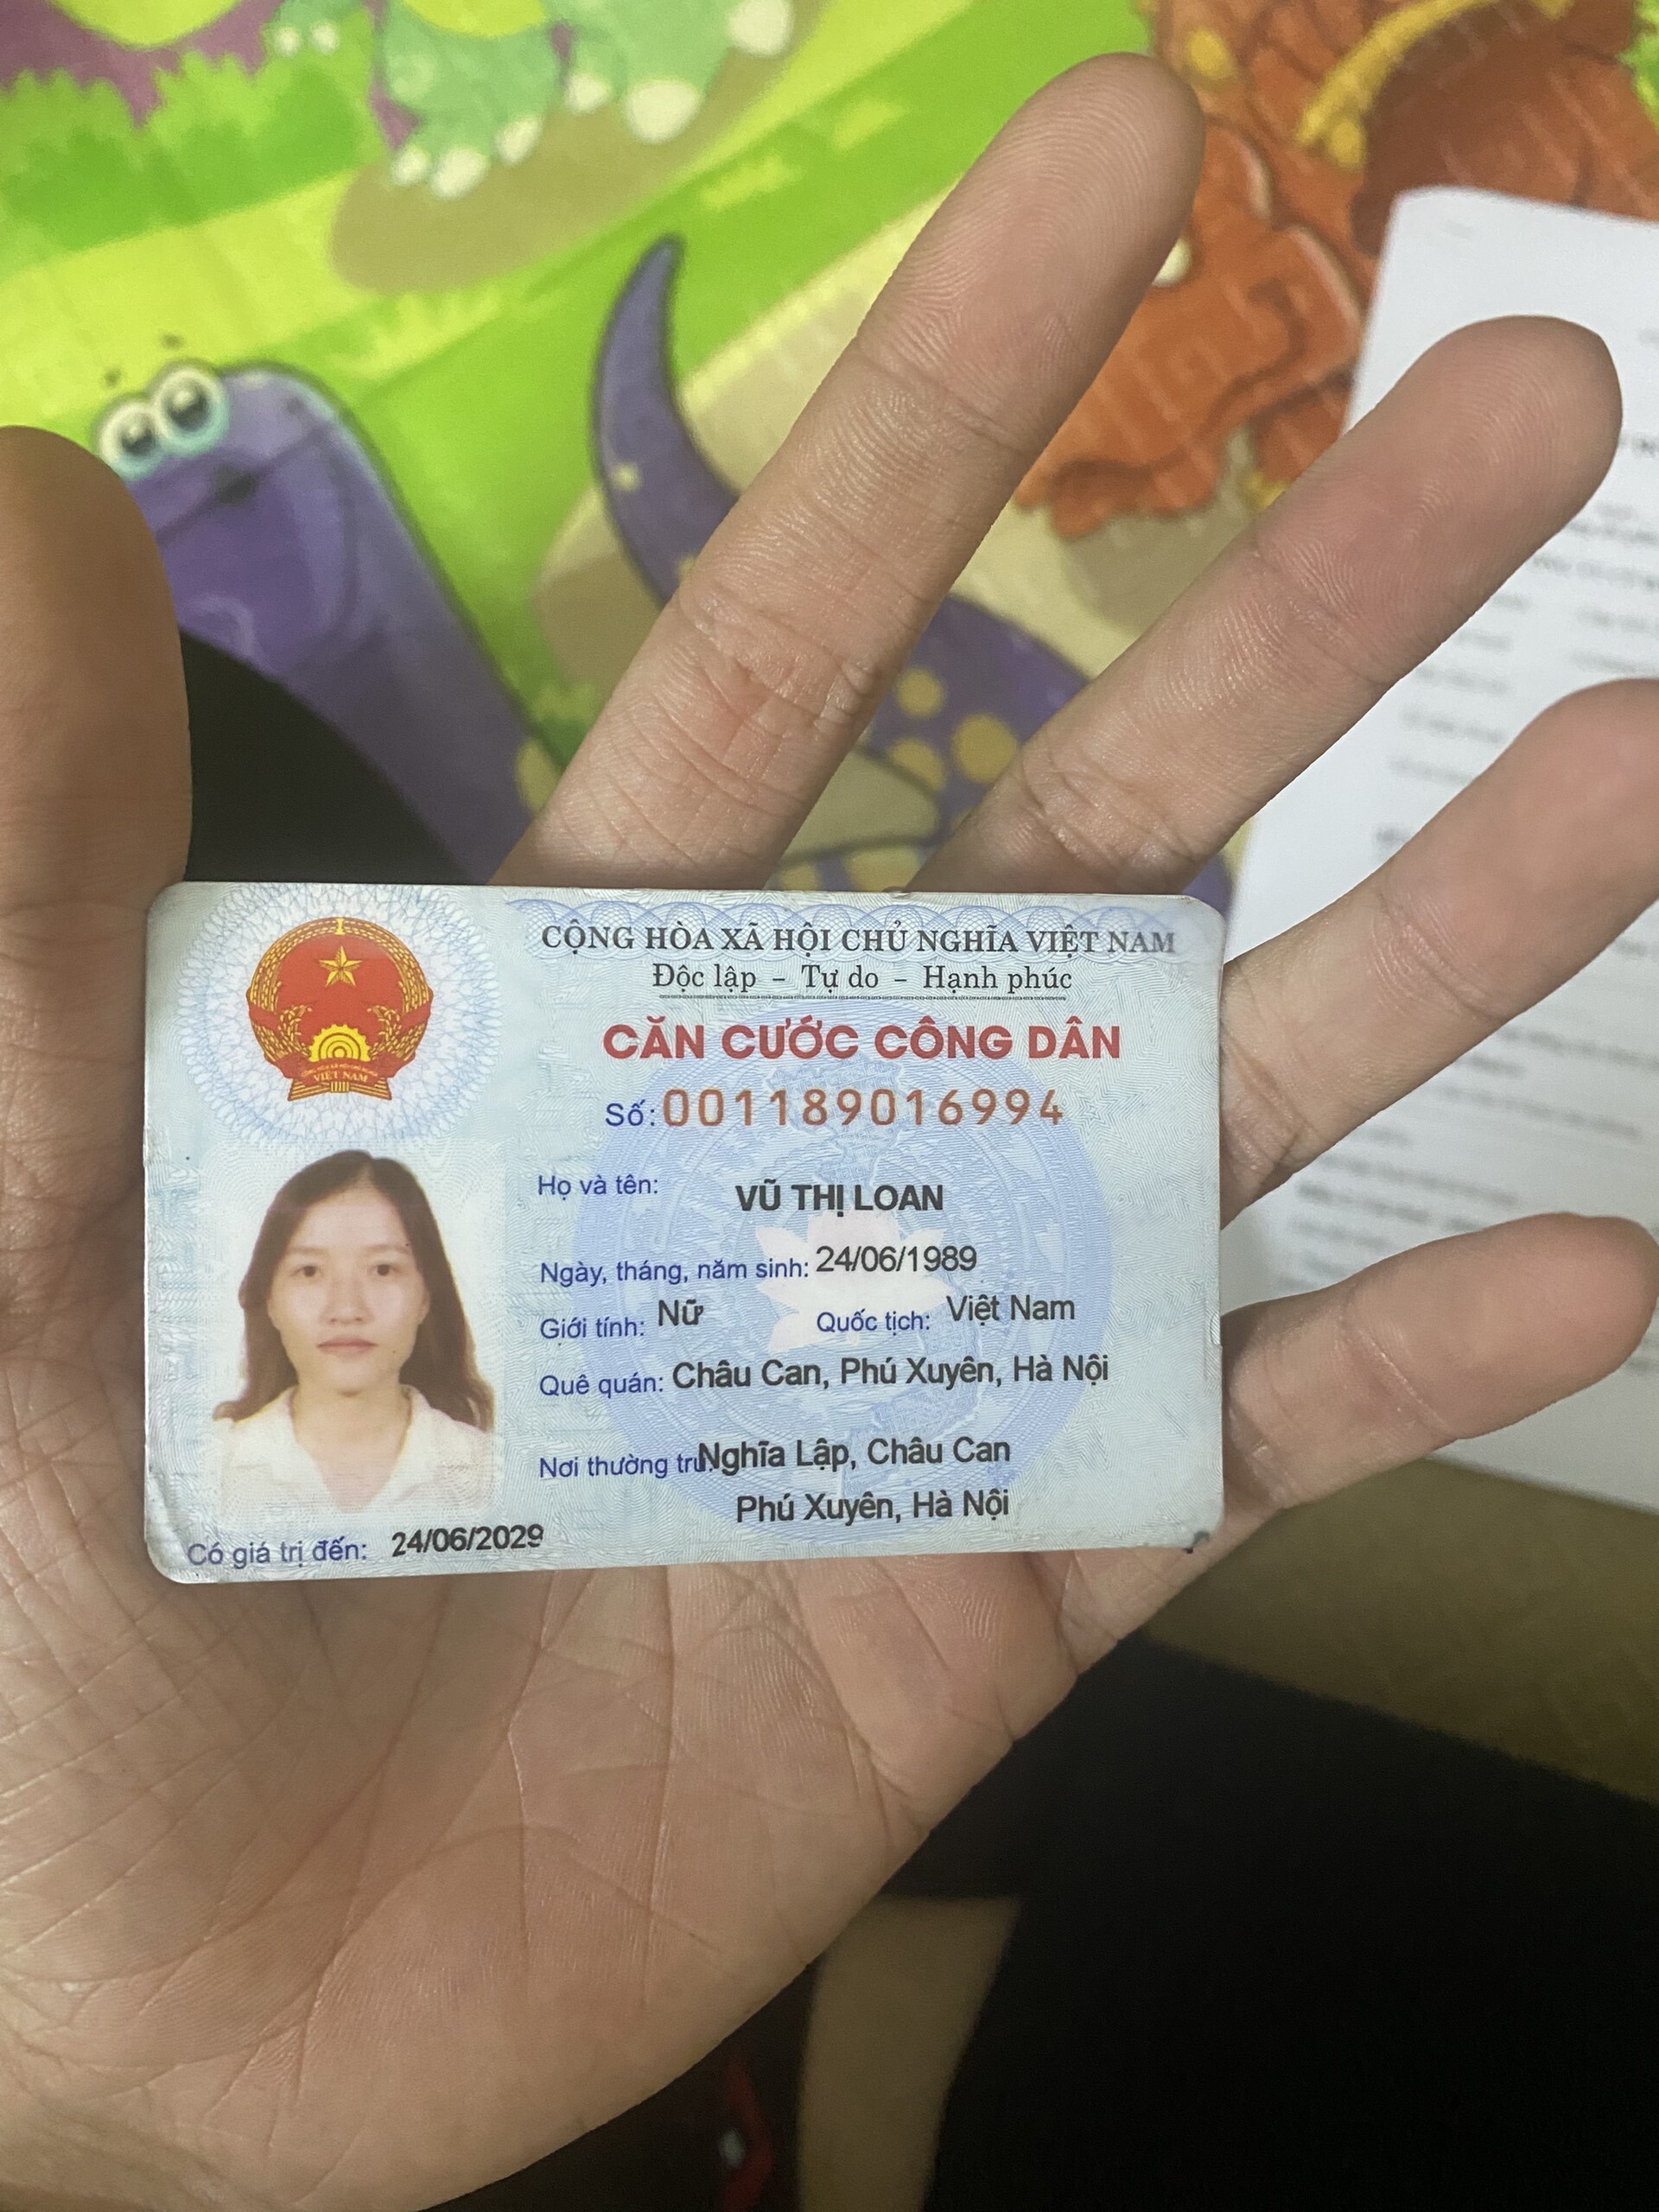 CỘNG HÒA XÃ HỘI CHỦ NGHĨA VIỆT NAM
Độc lập – Tự do – Hạnh phúc
CĂN CƯỚC CÔNG DÂN
Số: 001189016994
Họ và tên: VŨ THỊ LOAN
Ngày, tháng, năm sinh: 24/06/1989
Giới tính: Nữ Quốc tịch: Việt Nam
Quê quán: Châu Can, Phú Xuyên, Hà Nội
Nơi thường trú: Nghĩa Lập, Châu Can
Phú Xuyên, Hà Nội
Có giá trị đến: 24/06/2029
VIỆT NAM